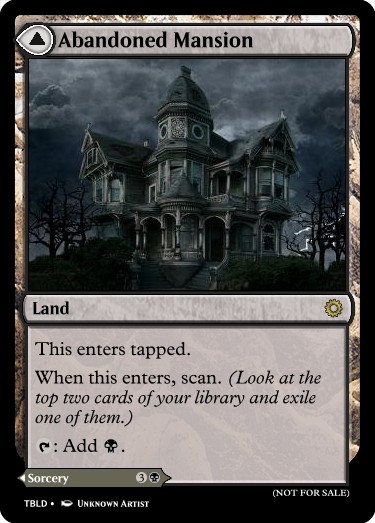 Abandoned Mansion
Land
This enters tapped.
When this enters, scan. (Look at the
top two cards of your library and exile
one of them.)
: Add .
Sorcery 3
TBLD • Unknown Artist
(NOT FOR SALE)